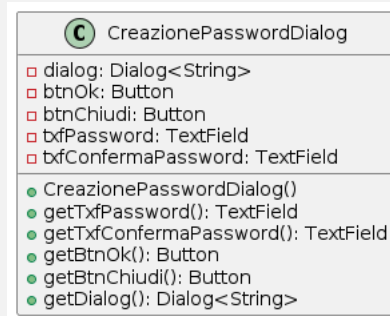 C CreazionePasswordDialog
dialog: Dialog<String>
btnOk: Button
btnChiudi: Button
txfPassword: TextField
txfConfermaPassword: TextField
CreazionePasswordDialog()
getTxfPassword(): TextField
getTxfConfermaPassword(): TextField
getBtnOk(): Button
getBtnChiudi(): Button
getDialog(): Dialog<String>